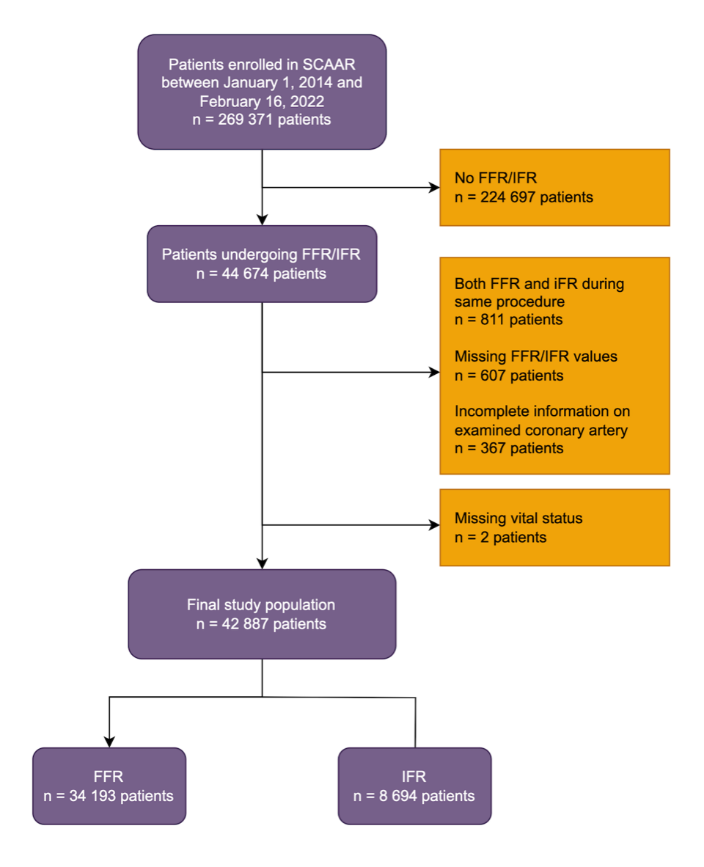 Patients enrolled in SCAAR
between January 1, 2014 and
February 16, 2022
n = 269 371 patients
No FFR/IFR
n = 224 697 patients
Patients undergoing FFR/IFR
n = 44 674 patients
Both FFR and iFR during
same procedure
n = 811 patients
Missing FFR/IFR values
n = 607 patients
Incomplete information on
examined coronary artery
n = 367 patients
Missing vital status
n = 2 patients
Final study population
n = 42 887 patients
FFR
n = 34 193 patients
IFR
n = 8 694 patients